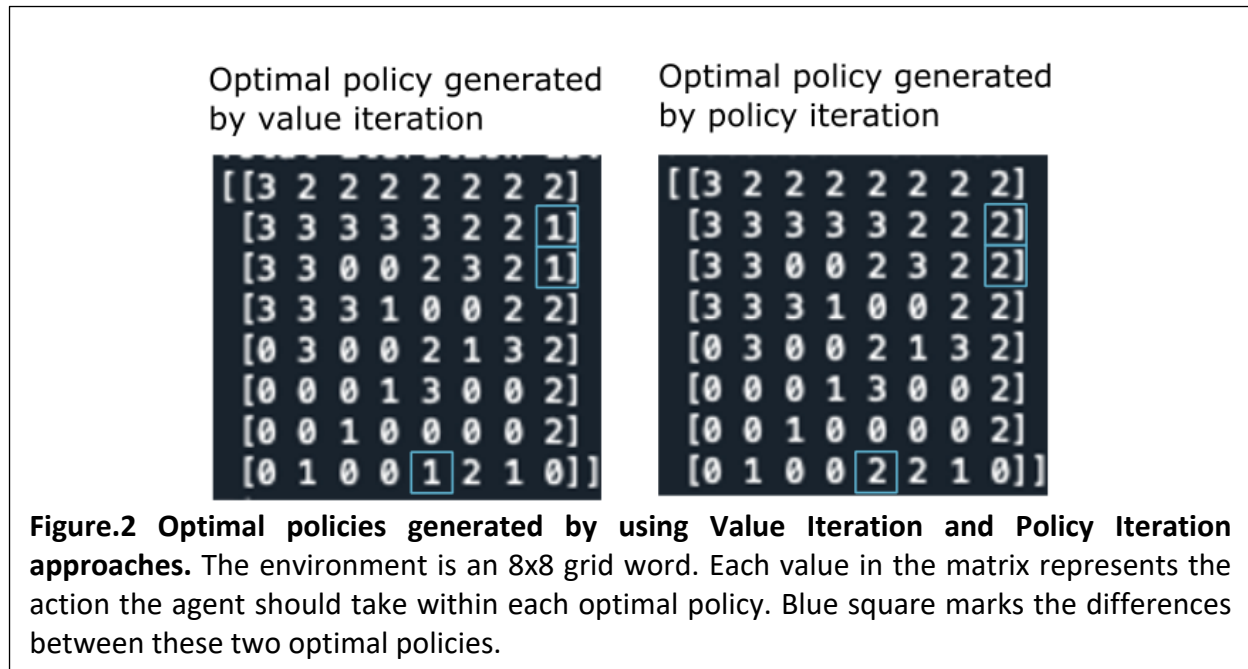 Optimal policy generated
by value iteration
Optimal policy generated
by policy iteration
[[3 2 2 2 2 2 2 2]
[3 3 3 3 3 2 2 1]
[3 3 0 0 2 3 2 1]
[3 3 3 1 0 0 2 2]
[0 3 0 0 2 1 3 2]
[0 0 0 1 3 0 0 2]
[0 0 1 0 0 0 0 2]
[0 1 0 0 1 2 1 0]]
[[3 2 2 2 2 2 2 2]
[3 3 3 3 3 2 2 2]
[3 3 0 0 2 3 2 2]
[3 3 3 1 0 0 2 2]
[0 3 0 0 2 1 3 2]
[0 0 0 1 3 0 0 2]
[0 0 1 0 0 0 0 2]
[0 1 0 0 2 2 1 0]]
Figure.2 Optimal policies generated by using Value Iteration and Policy Iteration
approaches. The environment is an 8x8 grid word. Each value in the matrix represents the
action the agent should take within each optimal policy. Blue square marks the differences
between these two optimal policies.